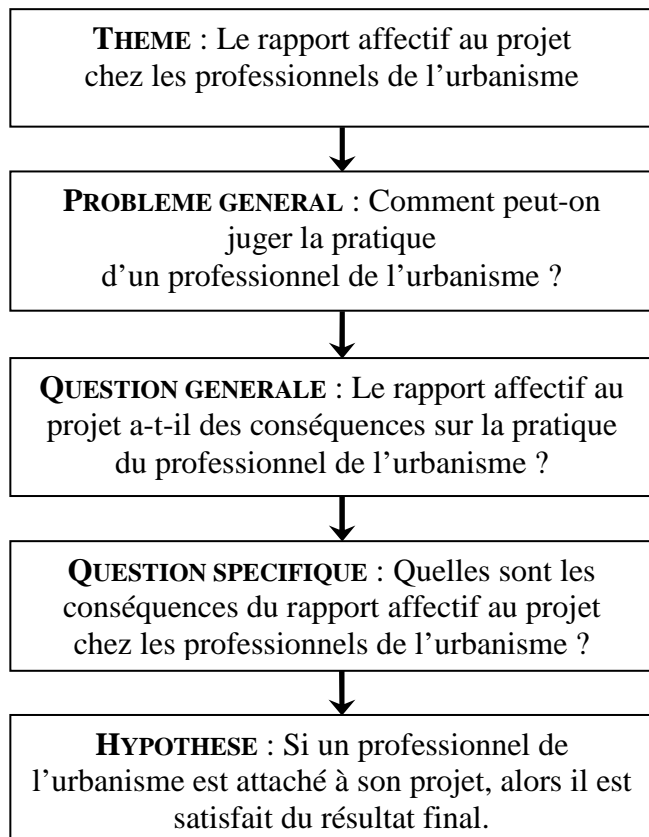 THEME : Le rapport affectif au projet
chez les professionnels de l’urbanisme
PROBLEME GENERAL : Comment peut-on
juger la pratique
d’un professionnel de l’urbanisme ?
QUESTION GENERALE : Le rapport affectif au
projet a-t-il des conséquences sur la pratique
du professionnel de l’urbanisme ?
QUESTION SPECIFIQUE : Quelles sont les
conséquences du rapport affectif au projet
chez les professionnels de l’urbanisme ?
HYPOTHESE : Si un professionnel de
l’urbanisme est attaché à son projet, alors il est
satisfait du résultat final.